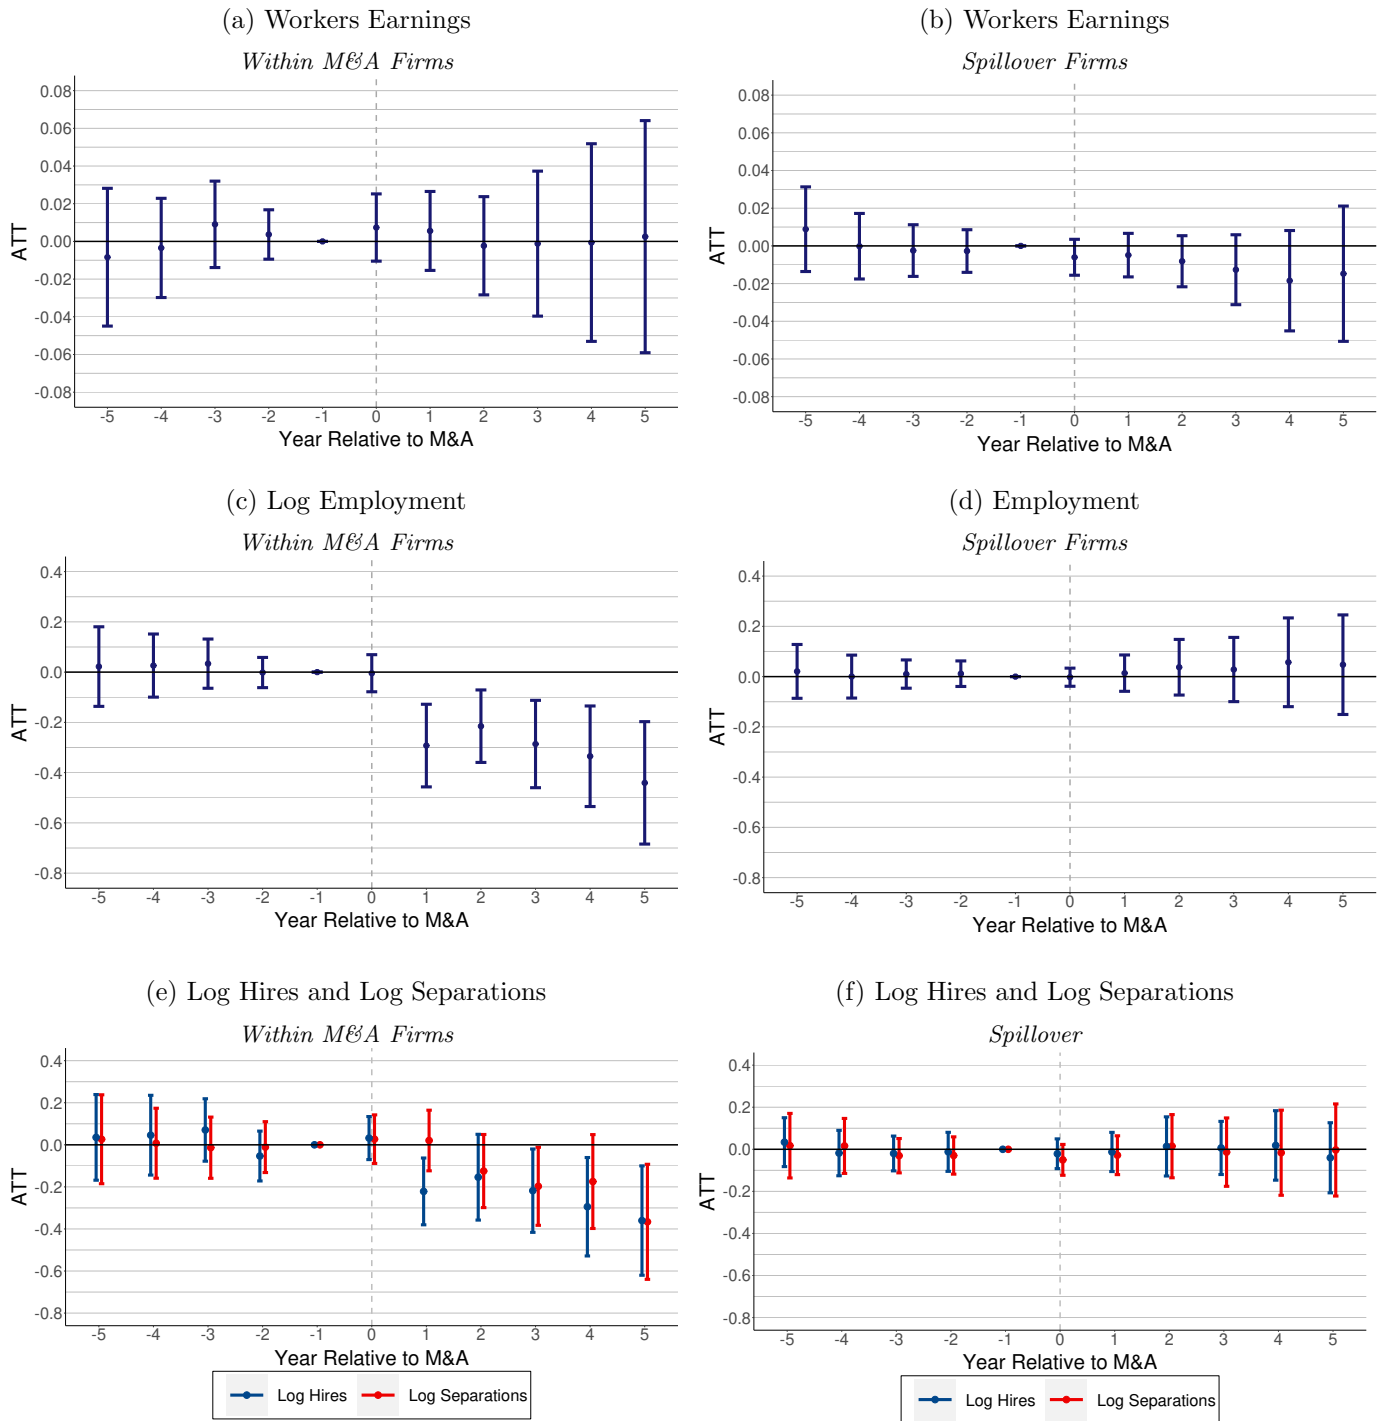 (a) Workers Earnings
Within M&A Firms
0.08
0.06
0.04
0.02
0.00
-0.02
-0.04
-0.06
-0.08
ATT
-5 -4 -3 -2 -1 0 1 2 3 4 5
Year Relative to M&A
(b) Workers Earnings
Spillover Firms
0.08
0.06
0.04
0.02
0.00
-0.02
-0.04
-0.06
-0.08
ATT
-5 -4 -3 -2 -1 0 1 2 3 4 5
Year Relative to M&A
(c) Log Employment
Within M&A Firms
0.4
0.2
0.0
-0.2
-0.4
-0.6
-0.8
ATT
-5 -4 -3 -2 -1 0 1 2 3 4 5
Year Relative to M&A
(d) Employment
Spillover Firms
0.4
0.2
0.0
-0.2
-0.4
-0.6
-0.8
ATT
-5 -4 -3 -2 -1 0 1 2 3 4 5
Year Relative to M&A
(e) Log Hires and Log Separations
Within M&A Firms
0.4
0.2
0.0
-0.2
-0.4
-0.6
-0.8
ATT
-5 -4 -3 -2 -1 0 1 2 3 4 5
Year Relative to M&A
Log Hires Log Separations
(f) Log Hires and Log Separations
Spillover
0.4
0.2
0.0
-0.2
-0.4
-0.6
-0.8
ATT
-5 -4 -3 -2 -1 0 1 2 3 4 5
Year Relative to M&A
Log Hires Log Separations